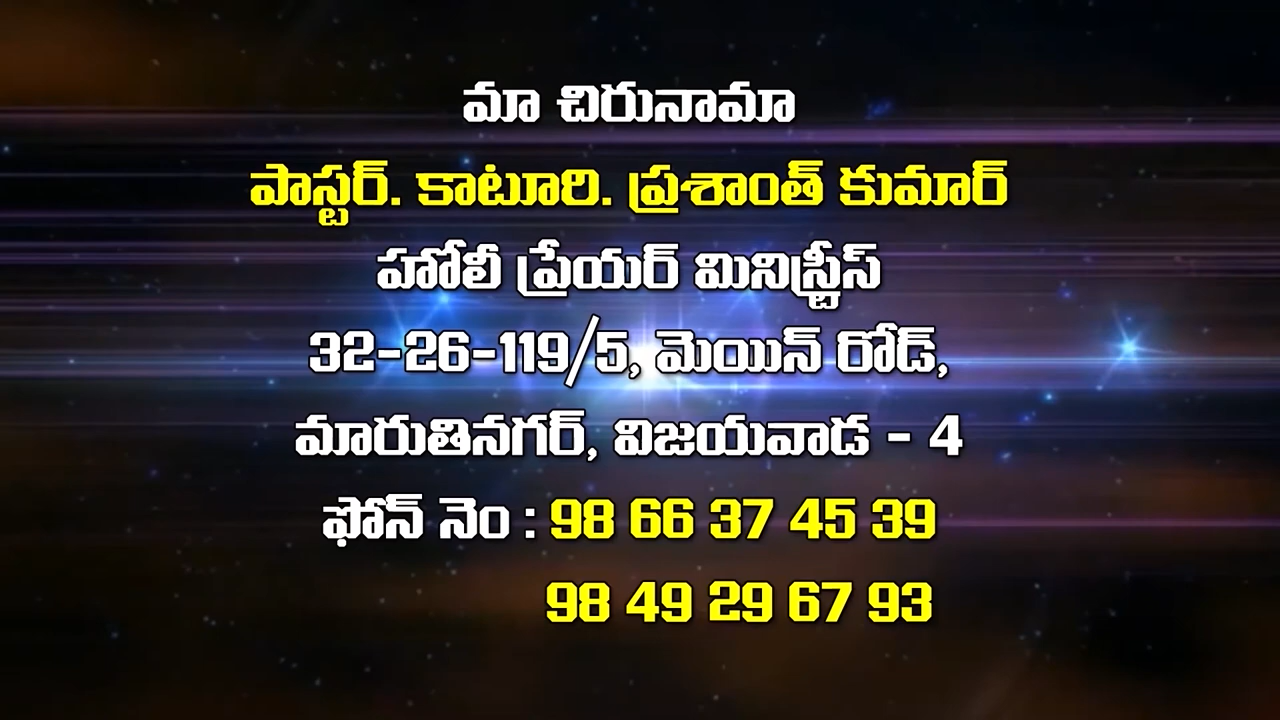 మా చిరునామా
పాస్టర్. కాటూరి. ప్రశాంత్ కుమార్
హోలీ ప్రేయర్ మినిస్ట్రీస్
32-26-119/5, మెయిన్ రోడ్,
మారుతినగర్, విజయవాడ - 4
ఫోన్ నెం : 98 66 37 45 39
98 49 29 67 93